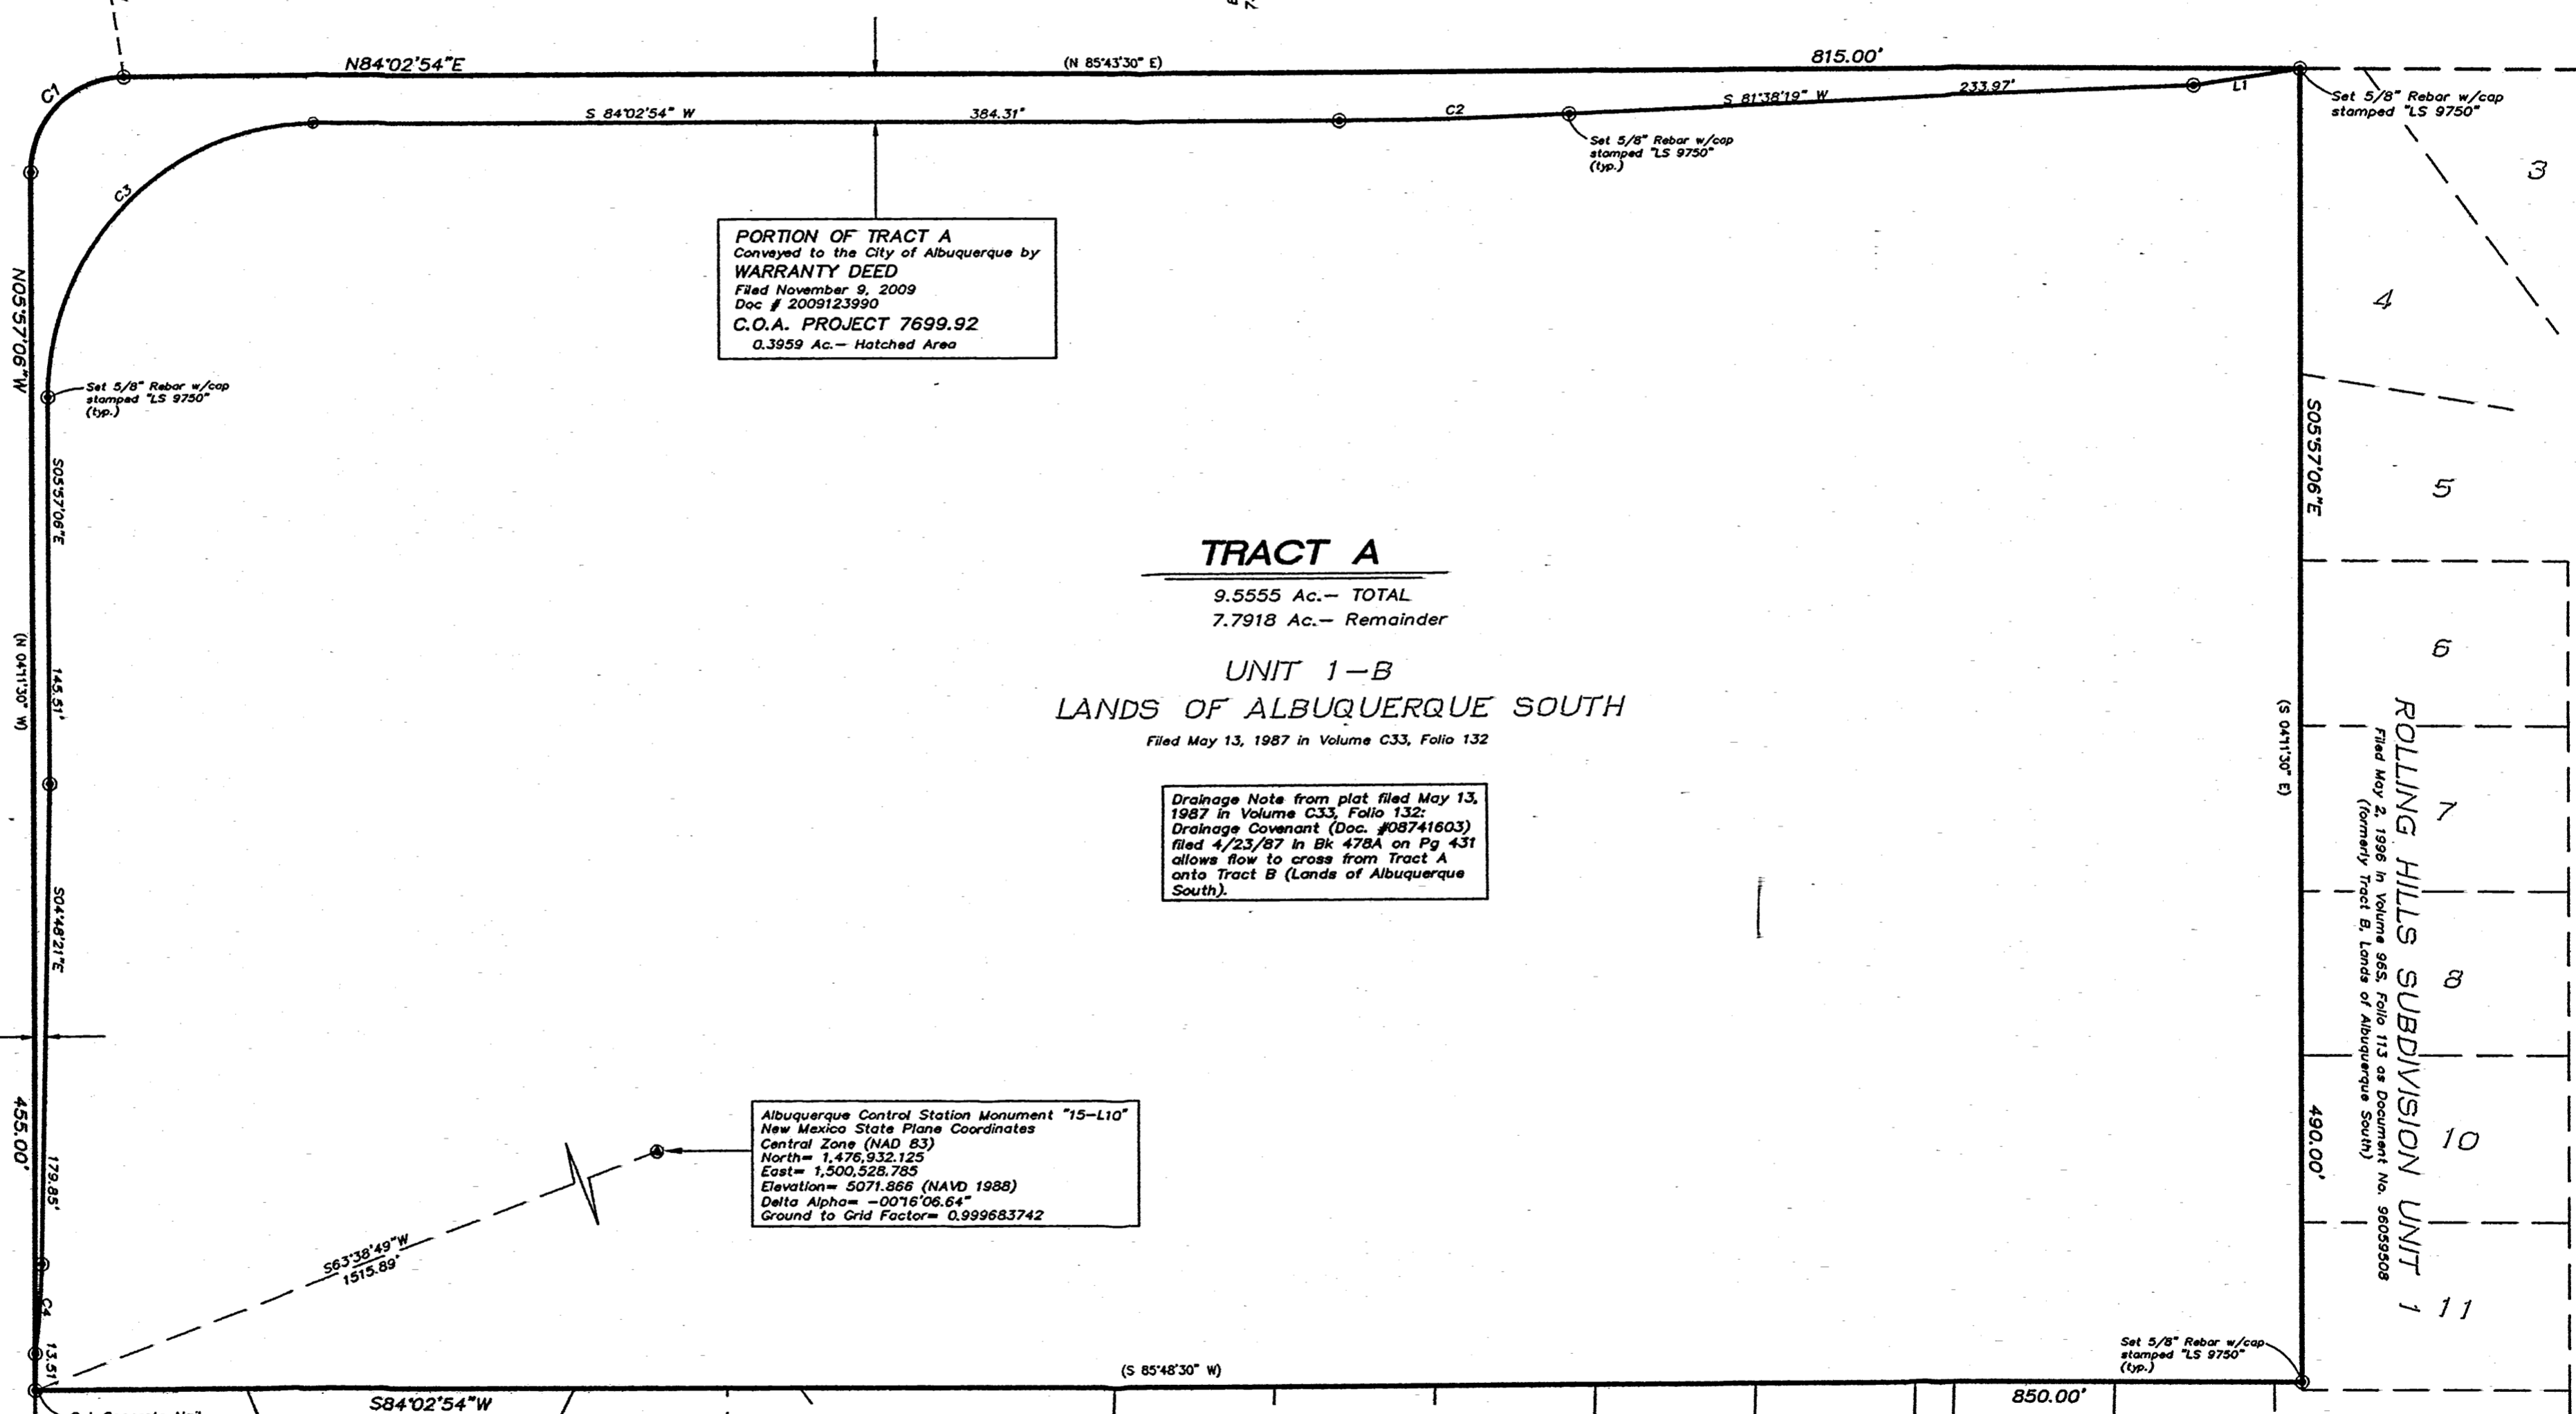 N84°02'54"E
(N 85°43'30" E)
815.00'
C1
S 84°02'54" W
384.31"
C2
S 81°38'19" W
233.97'
L1
Set 5/8" Rebar w/cap
stamped "LS 9750"
Set 5/8" Rebar w/cap
stamped "LS 9750"
(typ.)
3
C3
PORTION OF TRACT A
Conveyed to the City of Albuquerque by
WARRANTY DEED
Filed November 9, 2009
Doc # 2009123990
C.O.A. PROJECT 7699.92
0.3959 Ac.— Hatched Area
4
N05°57'06"W
Set 5/8" Rebar w/cap
stamped "LS 9750"
(typ.)
S05°57'06"E
S05°57'06"E
5
TRACT A
9.5555 Ac.— TOTAL
7.7918 Ac.— Remainder
6
UNIT 1-B
LANDS OF ALBUQUERQUE SOUTH
Filed May 13, 1987 in Volume C33, Folio 132
(N 04°11'30" W)
145.51'
(S 04°11'30" E)
Drainage Note from plat filed May 13,
1987 in Volume C33, Folio 132:
Drainage Covenant (Doc. #08741603)
filed 4/23/87 in Bk 478A on Pg 431
allows flow to cross from Tract A
onto Tract B (Lands of Albuquerque
South).
7
ROLLING HILLS SUBDIVISION UNIT 1
Filed May 2, 1996 in Volume 96S, Folio 113 as Document No. 96059508
(formerly Tract B, Lands of Albuquerque South)
S04°48'21"E
8
455.00'
179.85'
Albuquerque Control Station Monument "15-L10"
New Mexico State Plane Coordinates
Central Zone (NAD 83)
North= 1,476,932.125
East= 1,500,528.785
Elevation= 5071.866 (NAVD 1988)
Delta Alpha= -00°16'06.64"
Ground to Grid Factor= 0.999683742
490.00'
10
S63°38'49"W
1515.89'
C4
11
13.51'
Set 5/8" Rebar w/cap
stamped "LS 9750"
(typ.)
(S 85°48'30" W)
S84°02'54"W
850.00'